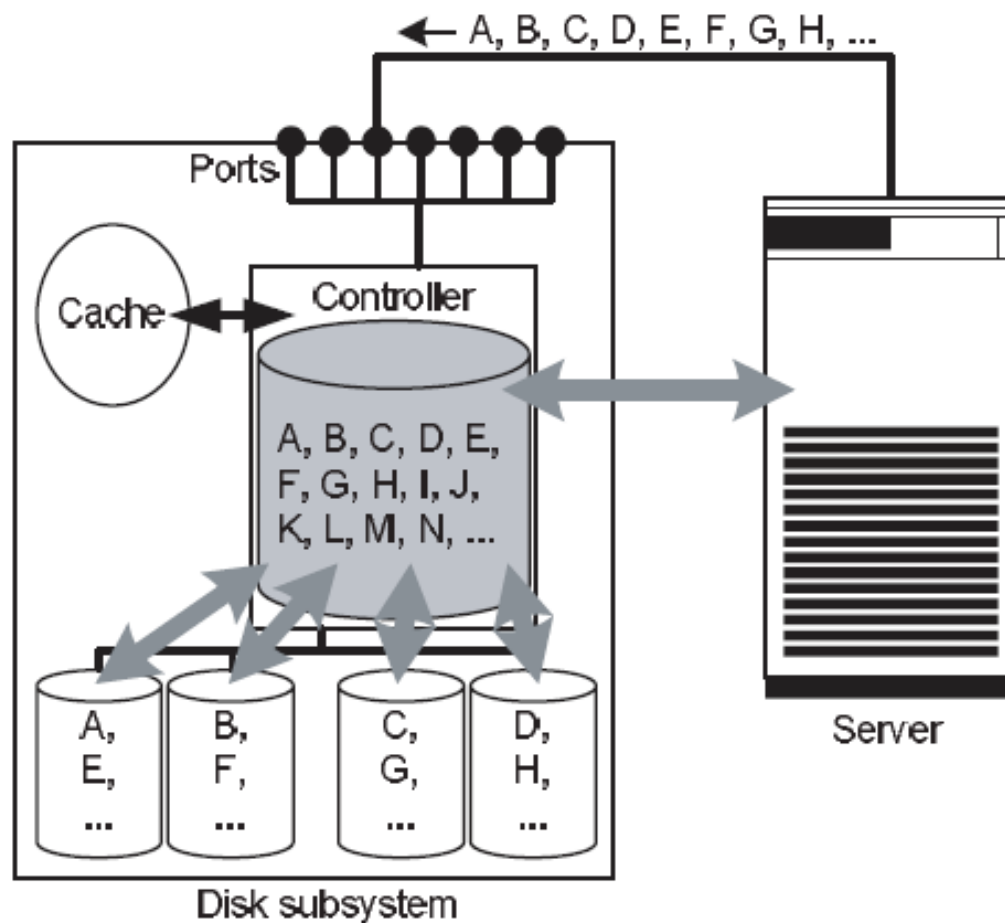 A, B, C, D, E, F, G, H, ...
Ports
Cache
Controller
A, B, C, D, E,
F, G, H, I, J,
K, L, M, N, ...
A,
E,
...
B,
F,
...
C,
G,
...
D,
H,
...
Server
Disk subsystem